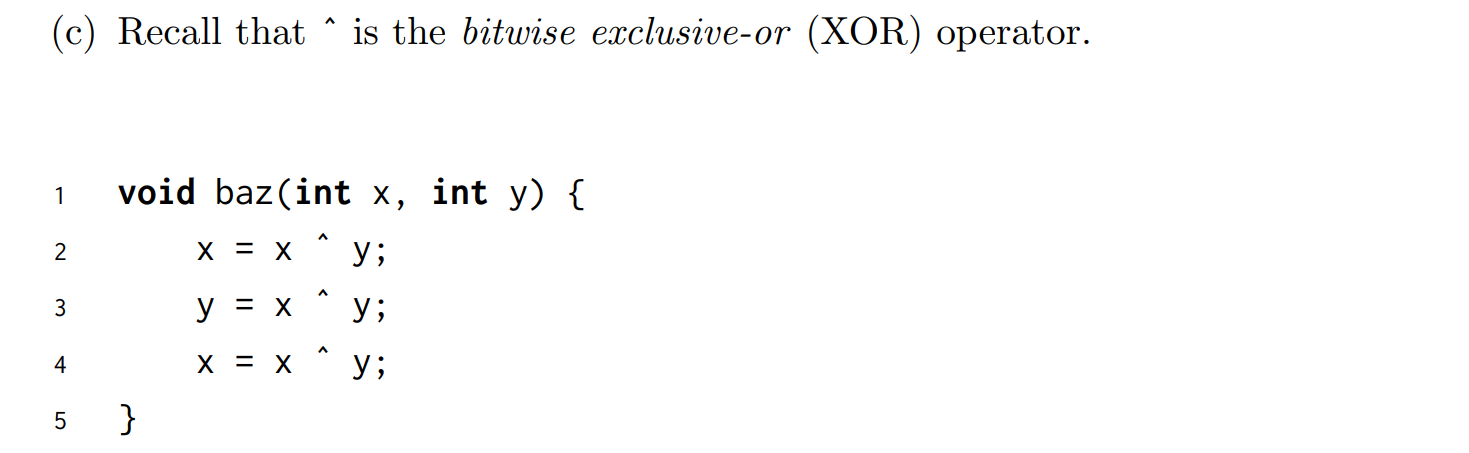 (c) Recall that ^ is the bitwise exclusive-or (XOR) operator.
1 void baz(int x, int y) {
2     x = x ^ y;
3     y = x ^ y;
4     x = x ^ y;
5 }